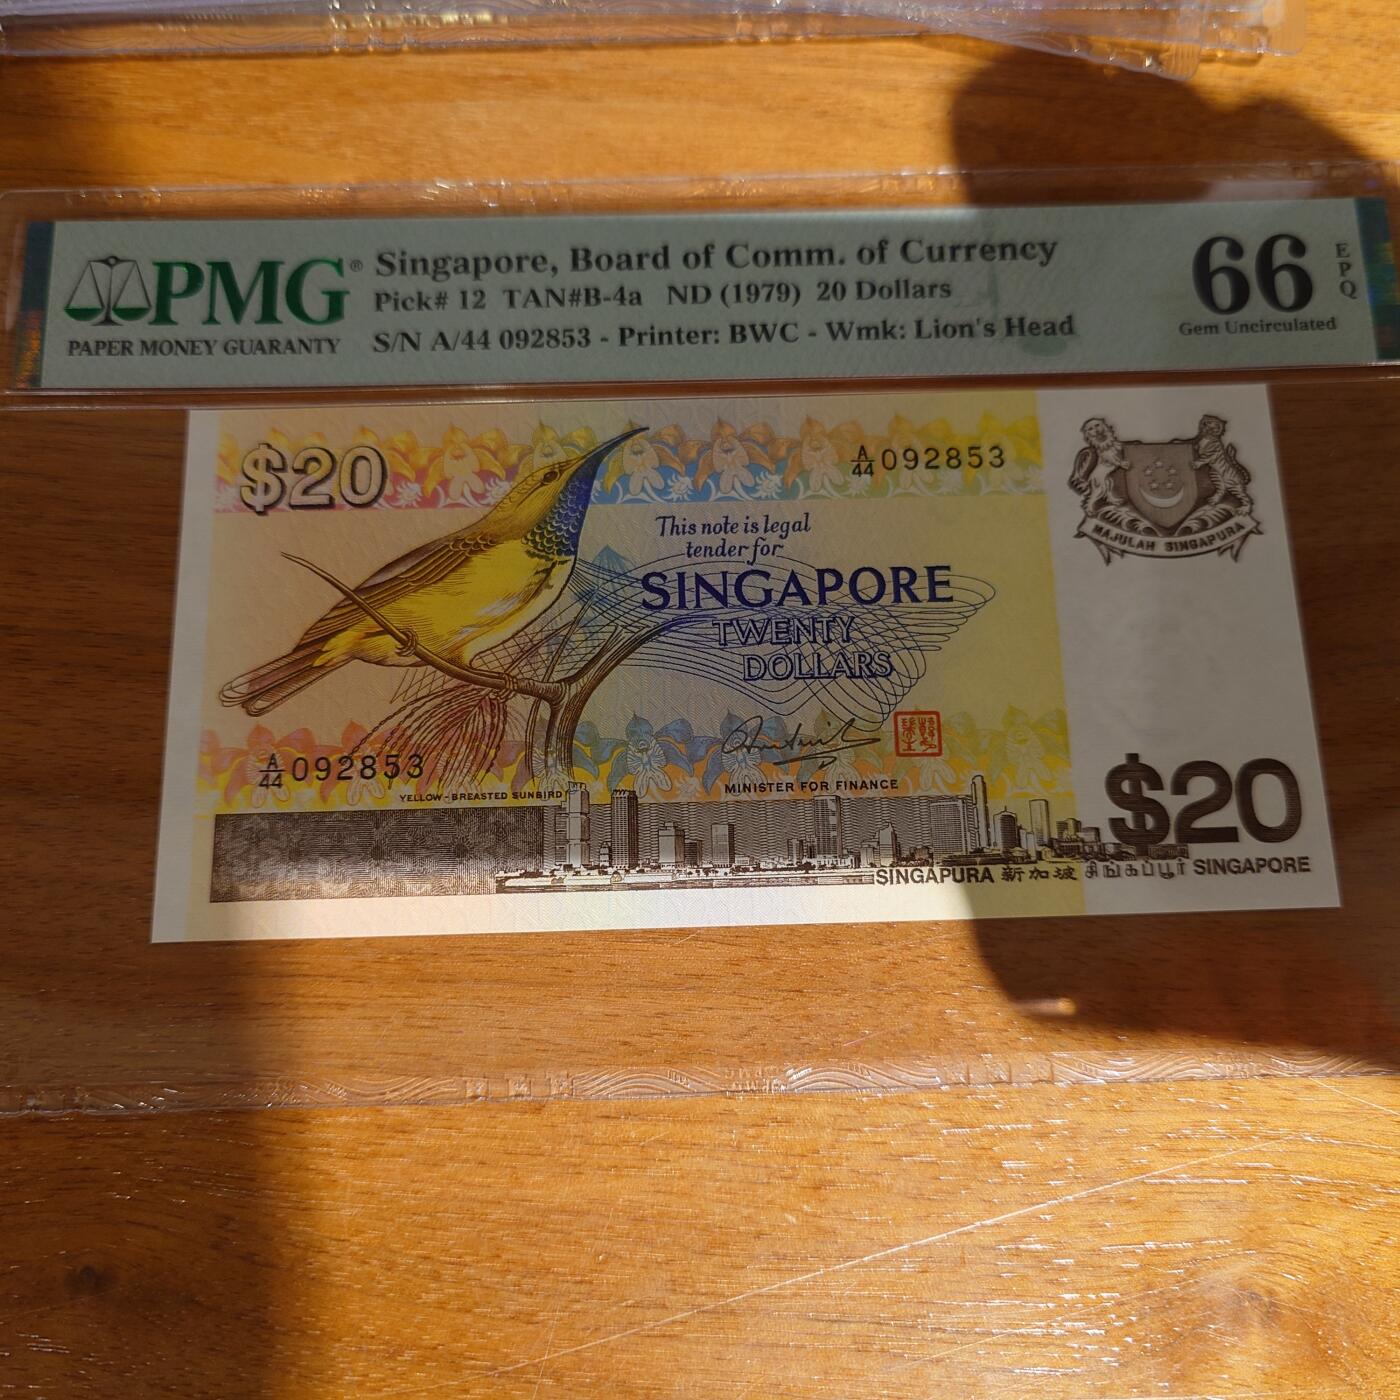 PMG®
PAPER MONEY GUARANTY
Singapore, Board of Comm. of Currency
Pick# 12 TAN#B-4a ND (1979) 20 Dollars
S/N A/44 092853 - Printer: BWC - Wmk: Lion's Head
66
EPQ
Gem Uncirculated
$20
A/44 092853
MAJULAH SINGAPURA
This note is legal
tender for
SINGAPORE
TWENTY
DOLLARS
A/44 092853
YELLOW-BREASTED SUNBIRD
MINISTER FOR FINANCE
$20
SINGAPURA 新加坡 சிங்கப்பூர் SINGAPORE